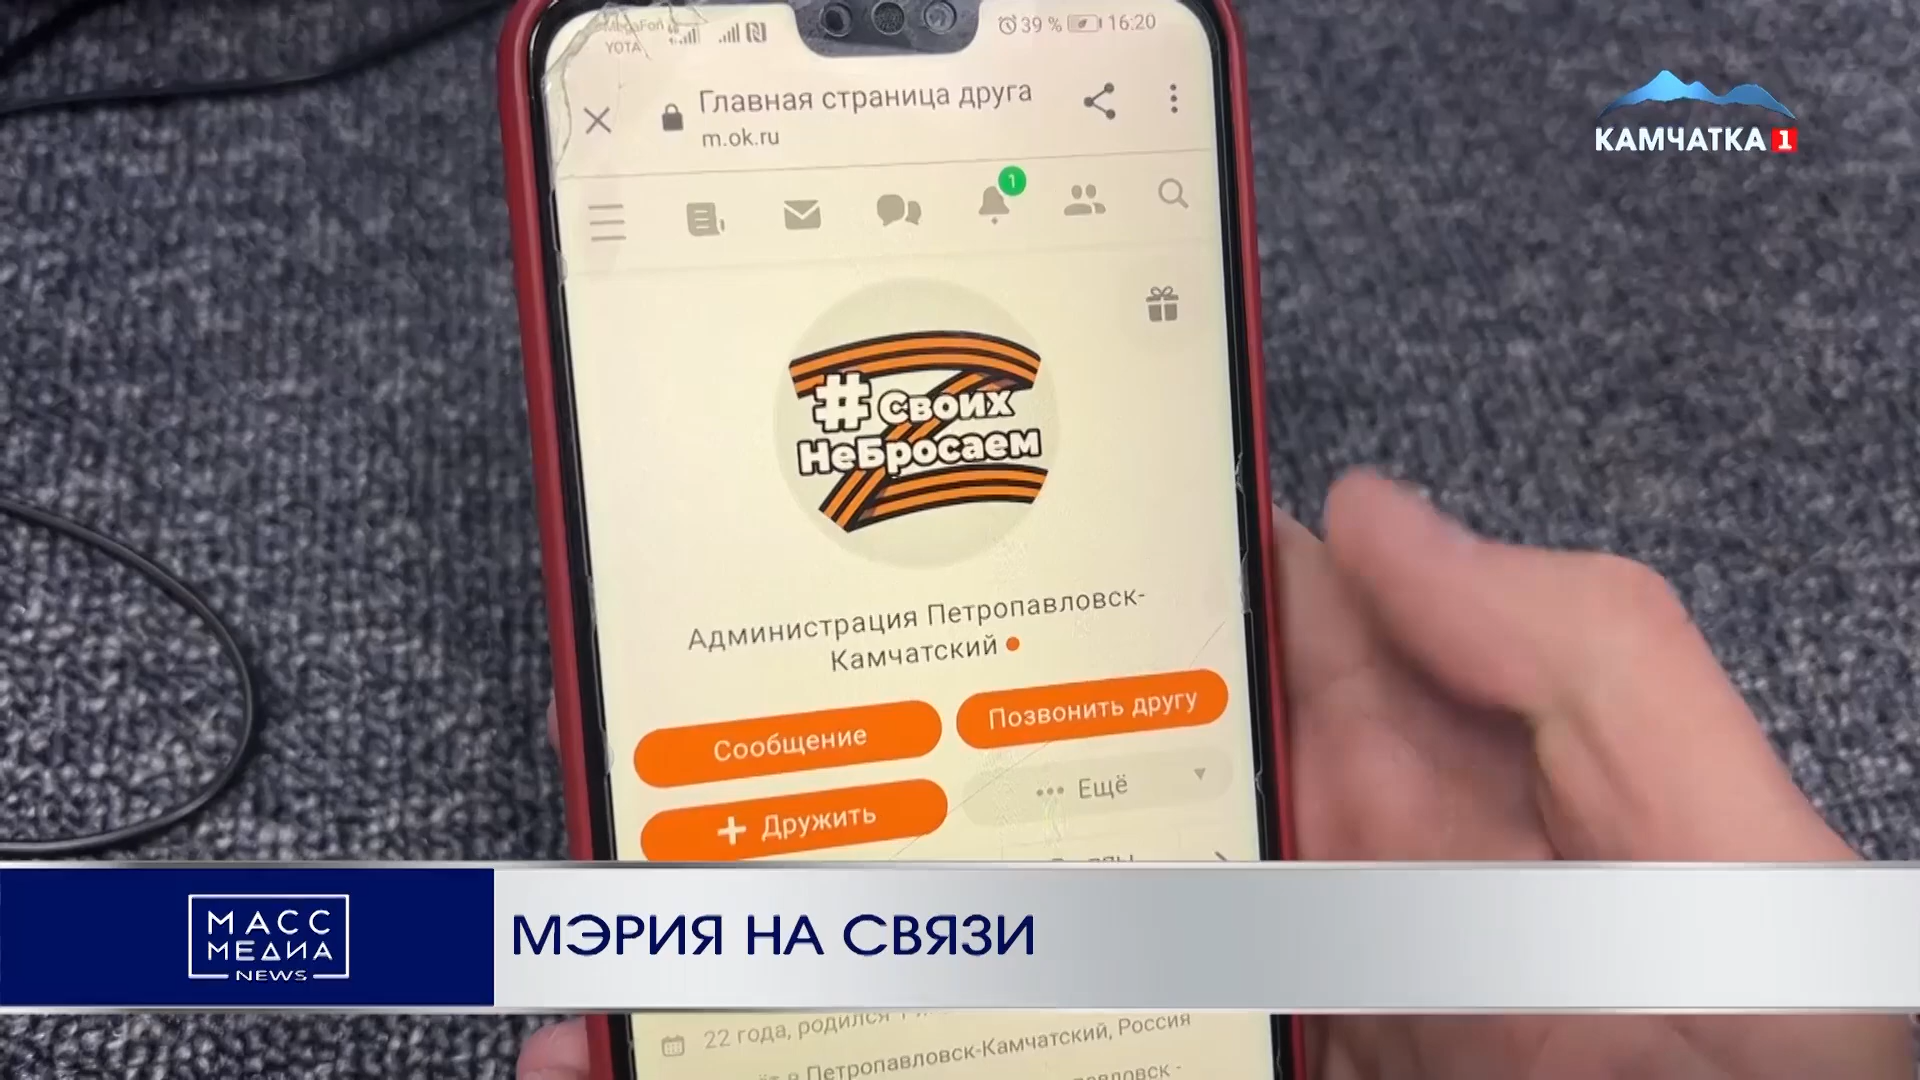 MegaFon
YOTA
39 %
16:20
Главная страница друга
m.ok.ru
1
КАМЧАТКА 1
#Своих
НеБросаем
Администрация Петропавловск-
Камчатский
Сообщение
Позвонить другу
+ Дружить
... Ещё
МАСС
МЕДИА
NEWS
МЭРИЯ НА СВЯЗИ
22 года, родился
в Петропавловск-Камчатский, Россия